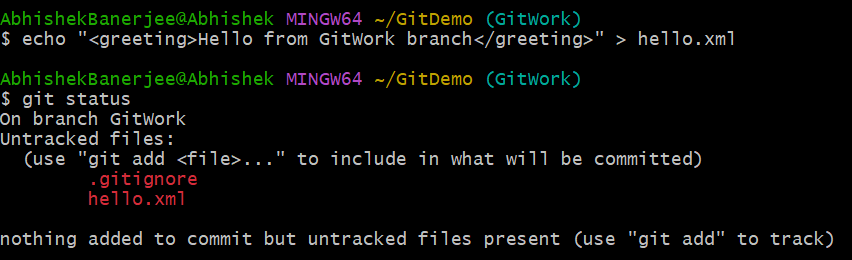 AbhishekBanerjee@Abhishek MINGW64 ~/GitDemo (GitWork)
$ echo "<greeting>Hello from GitWork branch</greeting>" > hello.xml
AbhishekBanerjee@Abhishek MINGW64 ~/GitDemo (GitWork)
$ git status
On branch GitWork
Untracked files:
  (use "git add <file>..." to include in what will be committed)
        .gitignore
        hello.xml
nothing added to commit but untracked files present (use "git add" to track)